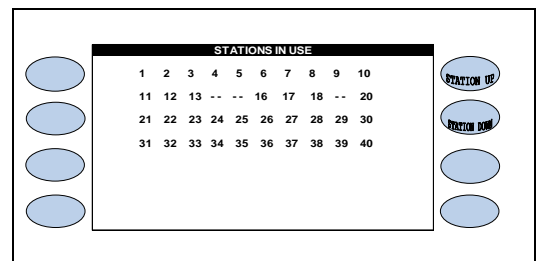 STATIONS IN USE
1 2 3 4 5 6 7 8 9 10
STATION UP
11 12 13 -- -- 16 17 18 -- 20
STATION DOWN
21 22 23 24 25 26 27 28 29 30
31 32 33 34 35 36 37 38 39 40